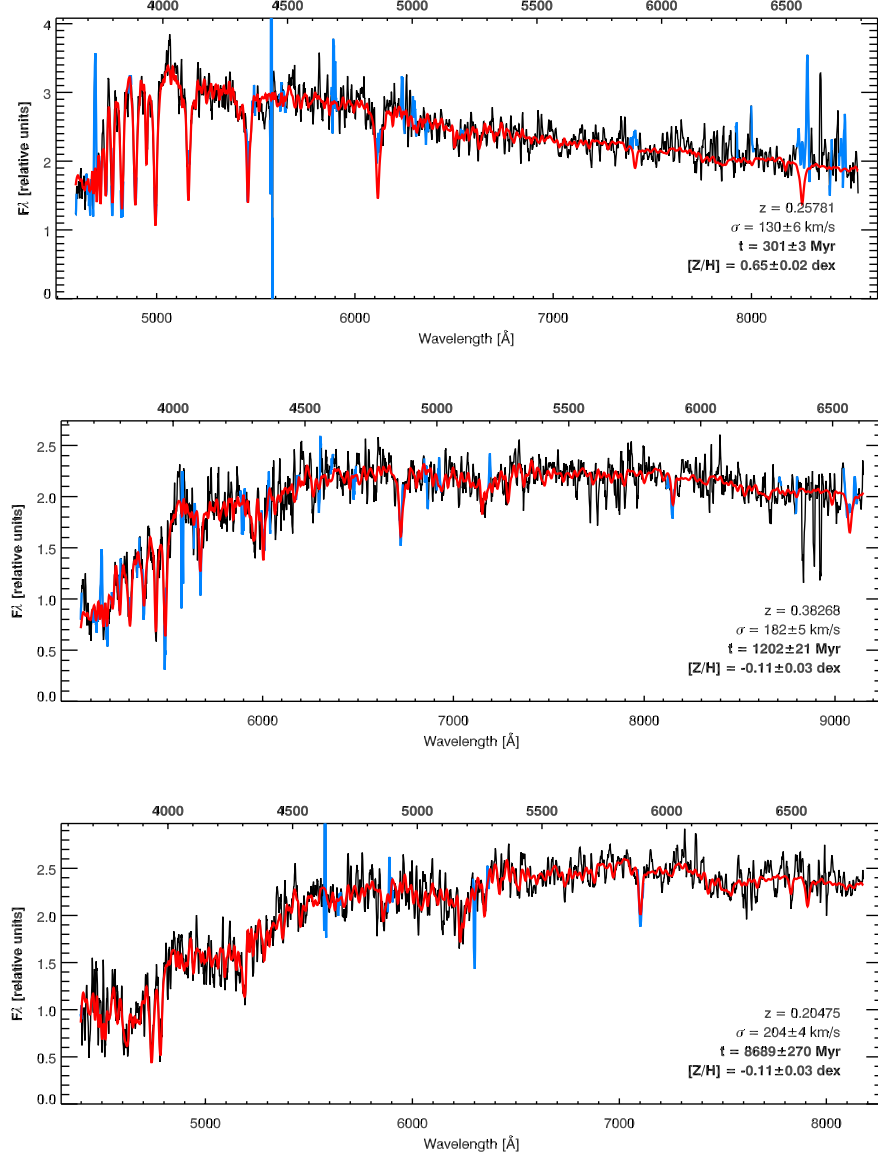 4000 4500 5000 5500 6000 6500
4
3
2
1
0
Fλ [relative units]
z = 0.25781
σ = 130±6 km/s
t = 301±3 Myr
[Z/H] = 0.65±0.02 dex
5000 6000 7000 8000
Wavelength [Å]
4000 4500 5000 5500 6000 6500
2.5
2.0
1.5
1.0
0.5
0.0
Fλ [relative units]
z = 0.38268
σ = 182±5 km/s
t = 1202±21 Myr
[Z/H] = -0.11±0.03 dex
6000 7000 8000 9000
Wavelength [Å]
4000 4500 5000 5500 6000 6500
2.5
2.0
1.5
1.0
0.5
0.0
Fλ [relative units]
z = 0.20475
σ = 204±4 km/s
t = 8689±270 Myr
[Z/H] = -0.11±0.03 dex
5000 6000 7000 8000
Wavelength [Å]